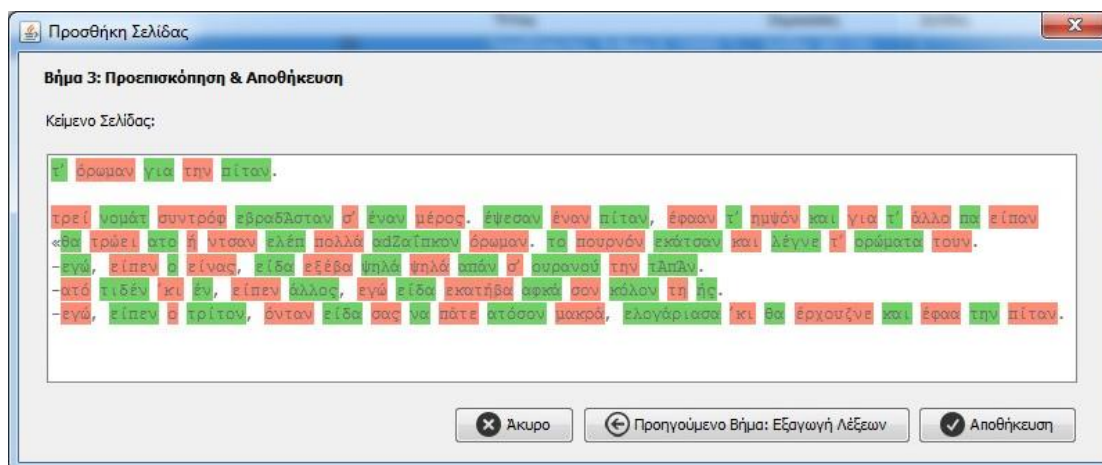 Προσθήκη Σελίδας
Βήμα 3: Προεπισκόπηση & Αποθήκευση
Κείμενο Σελίδας:
τ’ όρωμαν για την πίταν.
τρεί νομάτ συντρόφ εβραδΆσταν σ’ έναν μέρος. έψεσαν έναν πίταν, έφααν τ’ ημψόν και για τ’ άλλο πα είπαν
«θα τρώει ατο ή ντσαν ελέπ πολλά αdZαΐπκον όρωμαν. το πουρνόν εκάτσαν και λέγνε τ’ ορώματα τουν.
-εγώ, είπεν ο είνας, είδα εξέβα ψηλά ψηλά απάν σ’ ουρανού την τΆπΆν.
-ατό τιδέν ’κι έν, είπεν άλλος, εγώ είδα εκατήβα αφκά σον κόλον τη ής.
-εγώ, είπεν ο τρίτον, όνταν είδα σας να πάτε ατόσον μακρά, ελογάριασα ’κι θα έρχουζνε και έφαα την πίταν.
Άκυρο
Προηγούμενο Βήμα: Εξαγωγή Λέξεων
Αποθήκευση